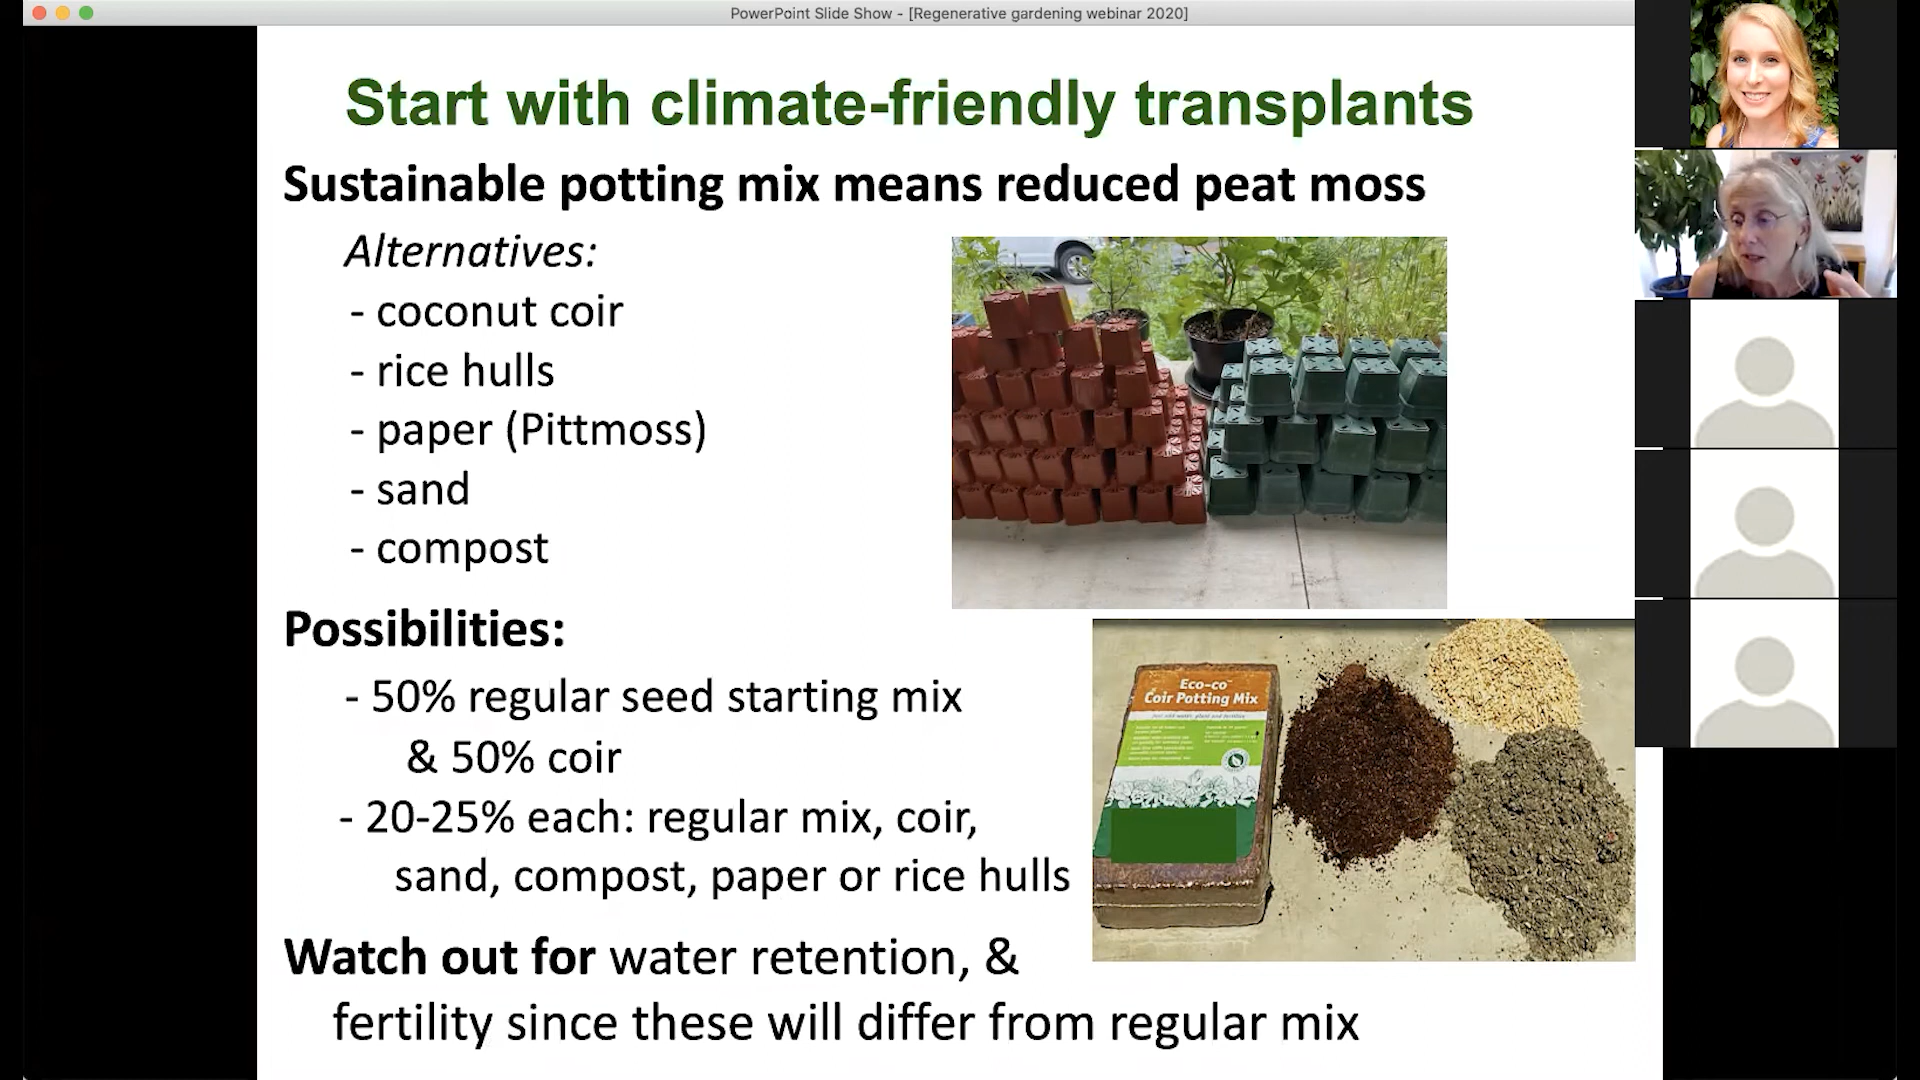 PowerPoint Slide Show - [Regenerative gardening webinar 2020]
Start with climate-friendly transplants
Sustainable potting mix means reduced peat moss
Alternatives:
- coconut coir
- rice hulls
- paper (Pittmoss)
- sand
- compost
Possibilities:
- 50% regular seed starting mix
& 50% coir
- 20-25% each: regular mix, coir,
sand, compost, paper or rice hulls
Watch out for water retention, &
fertility since these will differ from regular mix
Eco-co
Coir Potting Mix